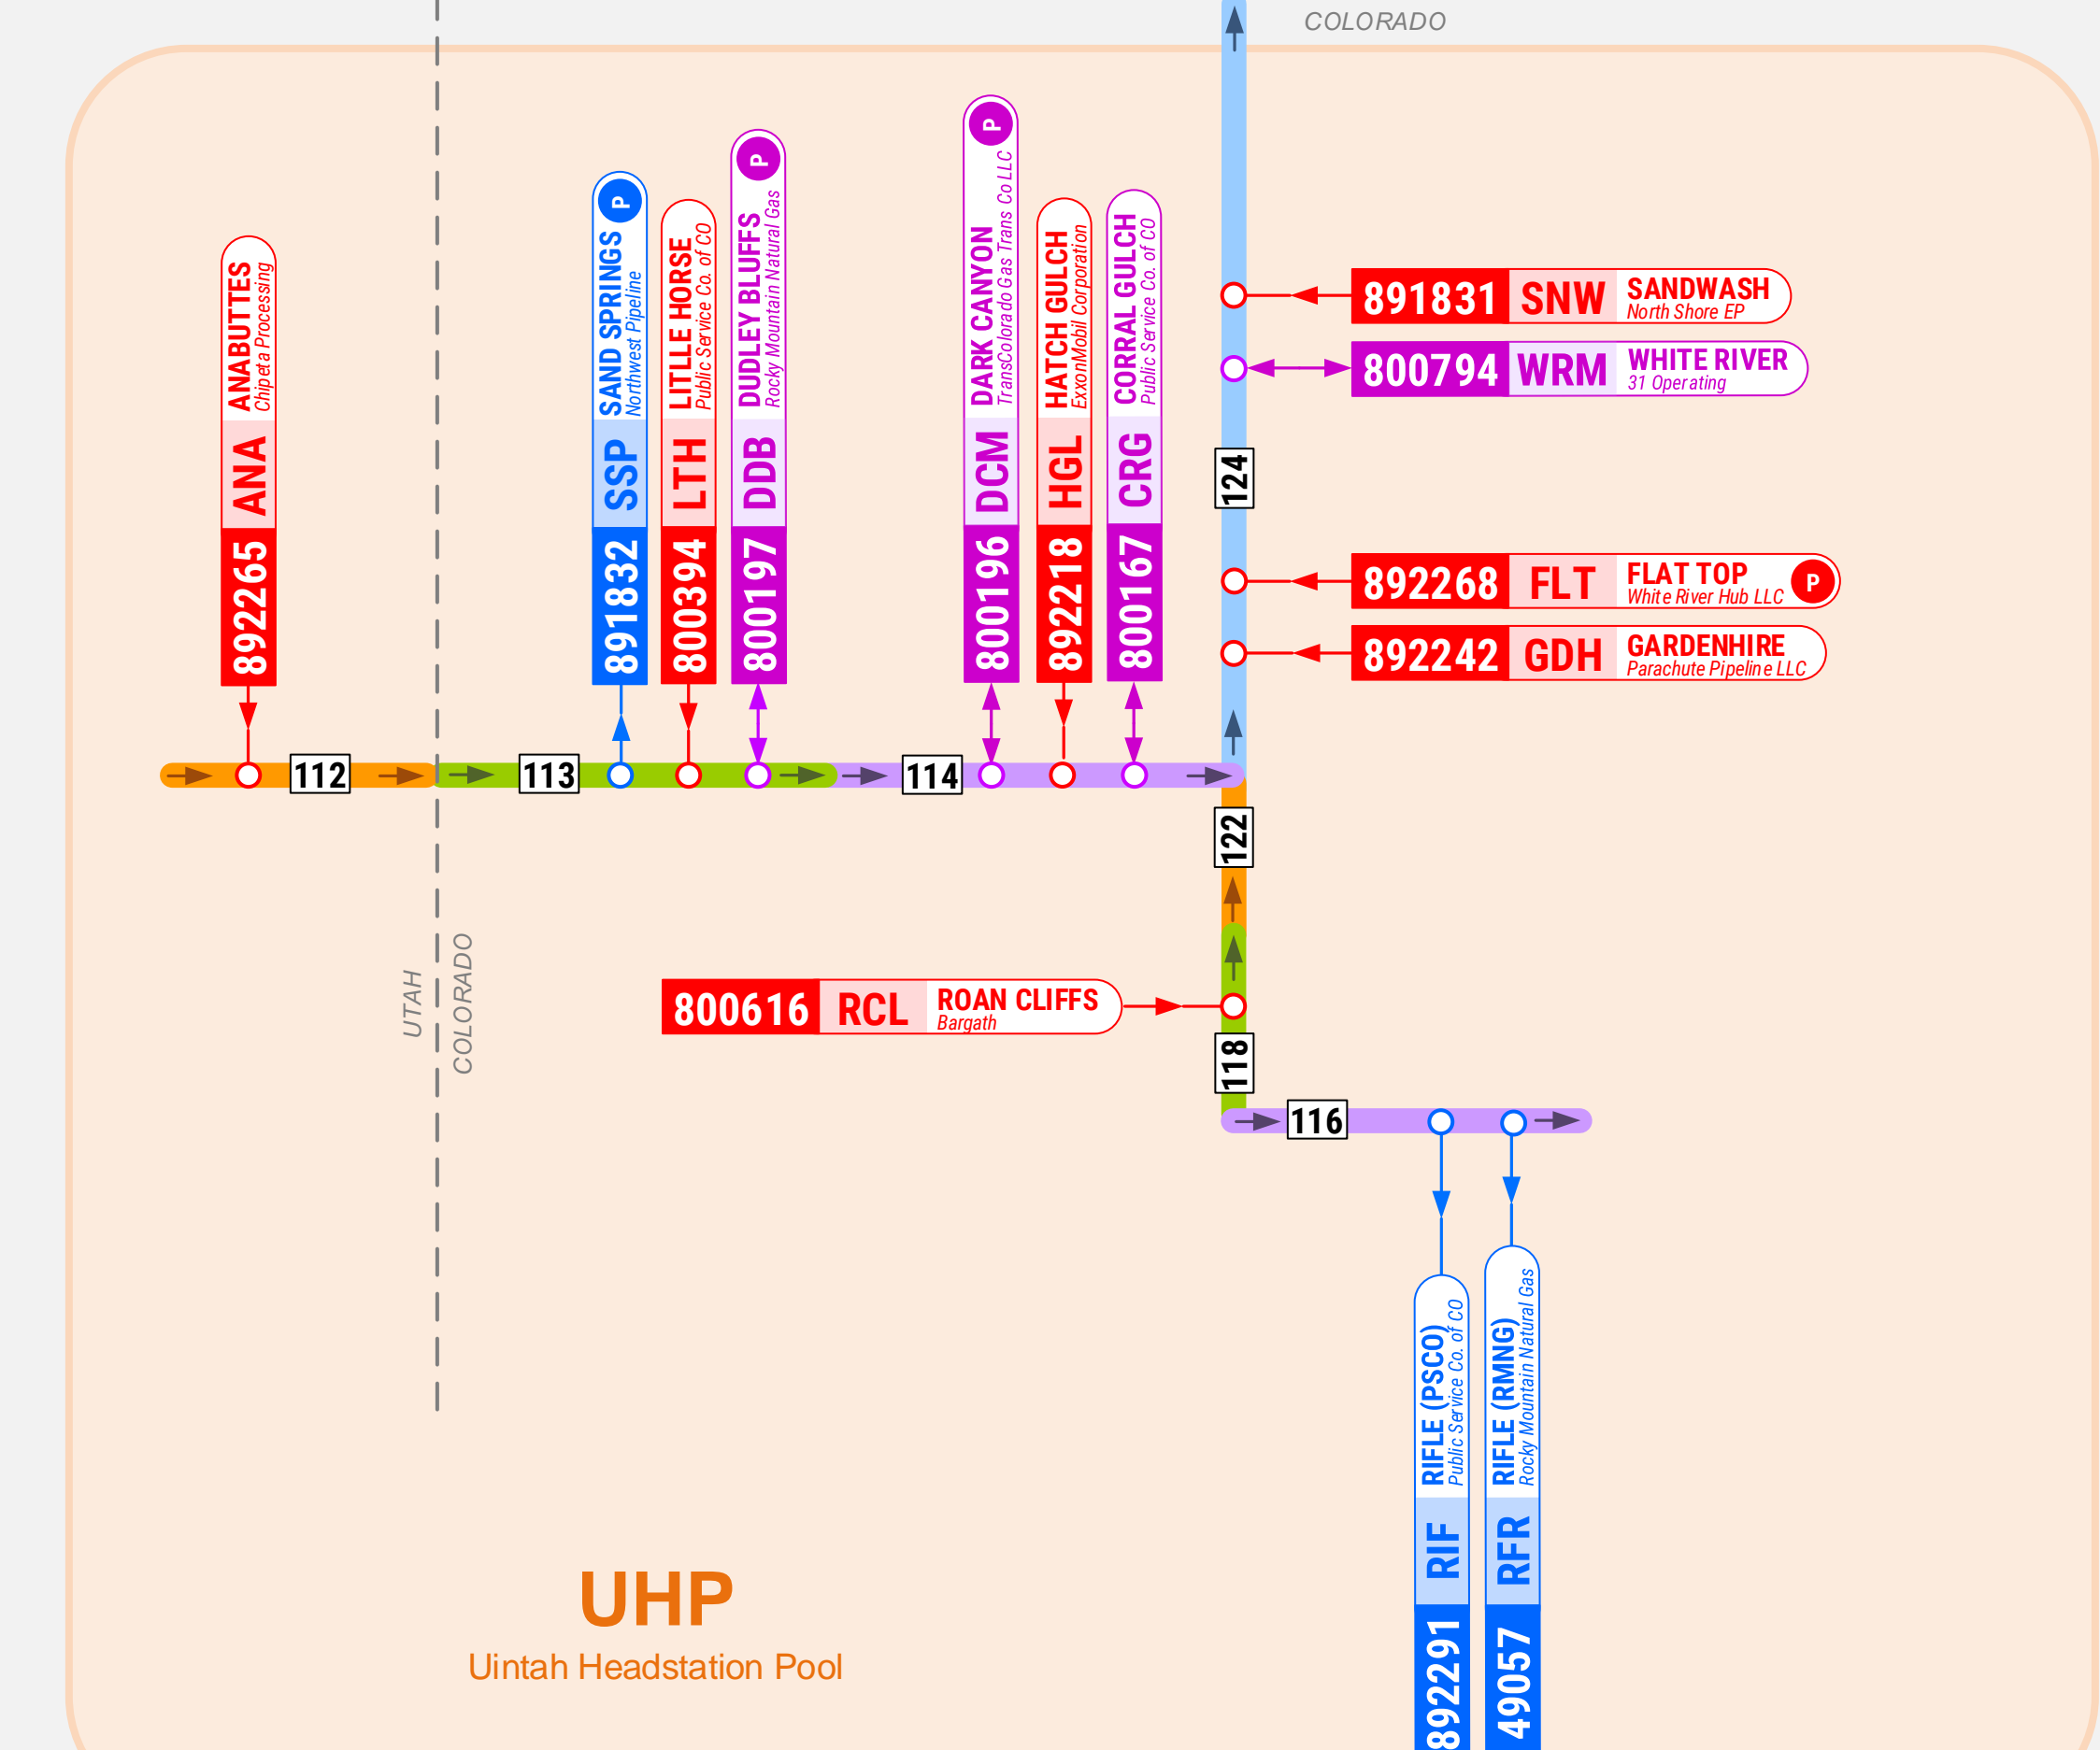 COLORADO
ANABUTTES
Chipeta Processing
ANA
892265
P
SAND SPRINGS
Northwest Pipeline
SSP
891832
LITLLE HORSE
Public Service Co. of CO
LTH
800394
P
DUDLEY BLUFFS
Rocky Mountain Natural Gas
DDB
800197
P
DARK CANYON
TransColorado Gas Trans Co LLC
DCM
800196
HATCH GULCH
ExxonMobil Corporation
HGL
892218
CORRAL GULCH
Public Service Co. of CO
CRG
800167
891831 SNW SANDWASH
North Shore EP
800794 WRM WHITE RIVER
31 Operating
124
892268 FLT FLAT TOP P
White River Hub LLC
892242 GDH GARDENHIRE
Parachute Pipeline LLC
112
113
114
122
UTAH
COLORADO
800616 RCL ROAN CLIFFS
Bargath
118
116
RIFLE (PSCO)
Public Service Co. of CO
RIF
892291
RIFLE (RMNG)
Rocky Mountain Natural Gas
RFR
49057
UHP
Uintah Headstation Pool